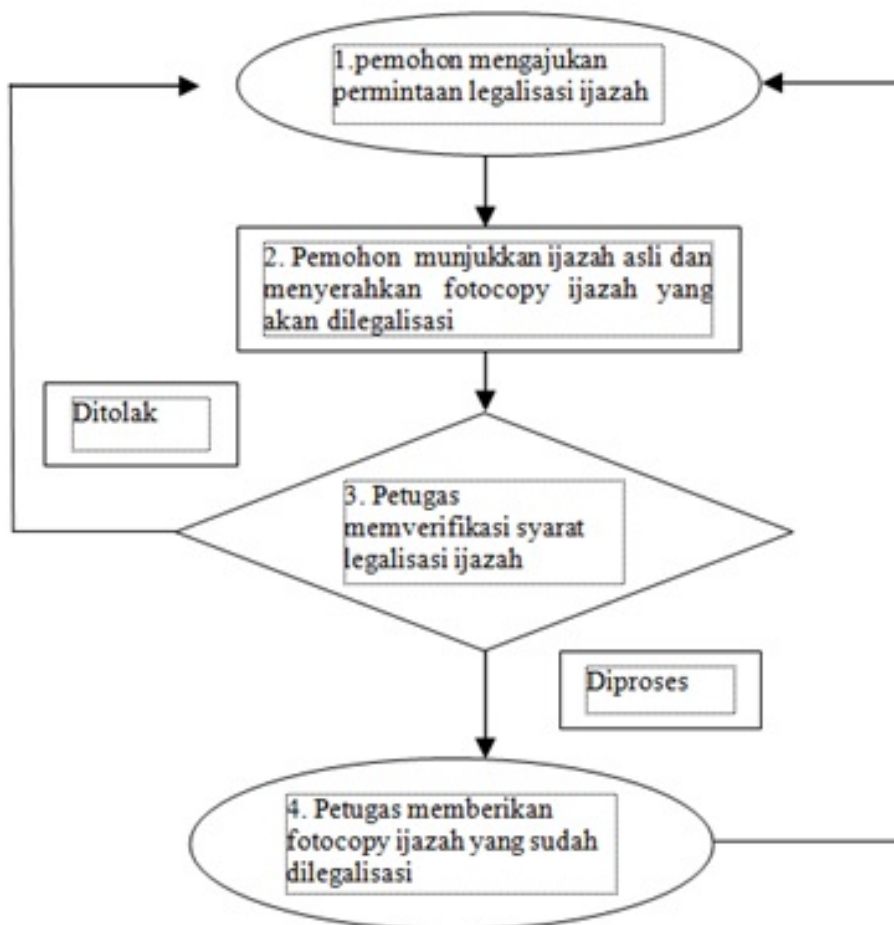 1.pemohon mengajukan
permintaan legalisasi ijazah
2. Pemohon munjukkan ijazah asli dan
menyerahkan fotocopy ijazah yang
akan dilegalisasi
Ditolak
3. Petugas
memverifikasi syarat
legalisasi ijazah
Diproses
4. Petugas memberikan
fotocopy ijazah yang sudah
dilegalisasi